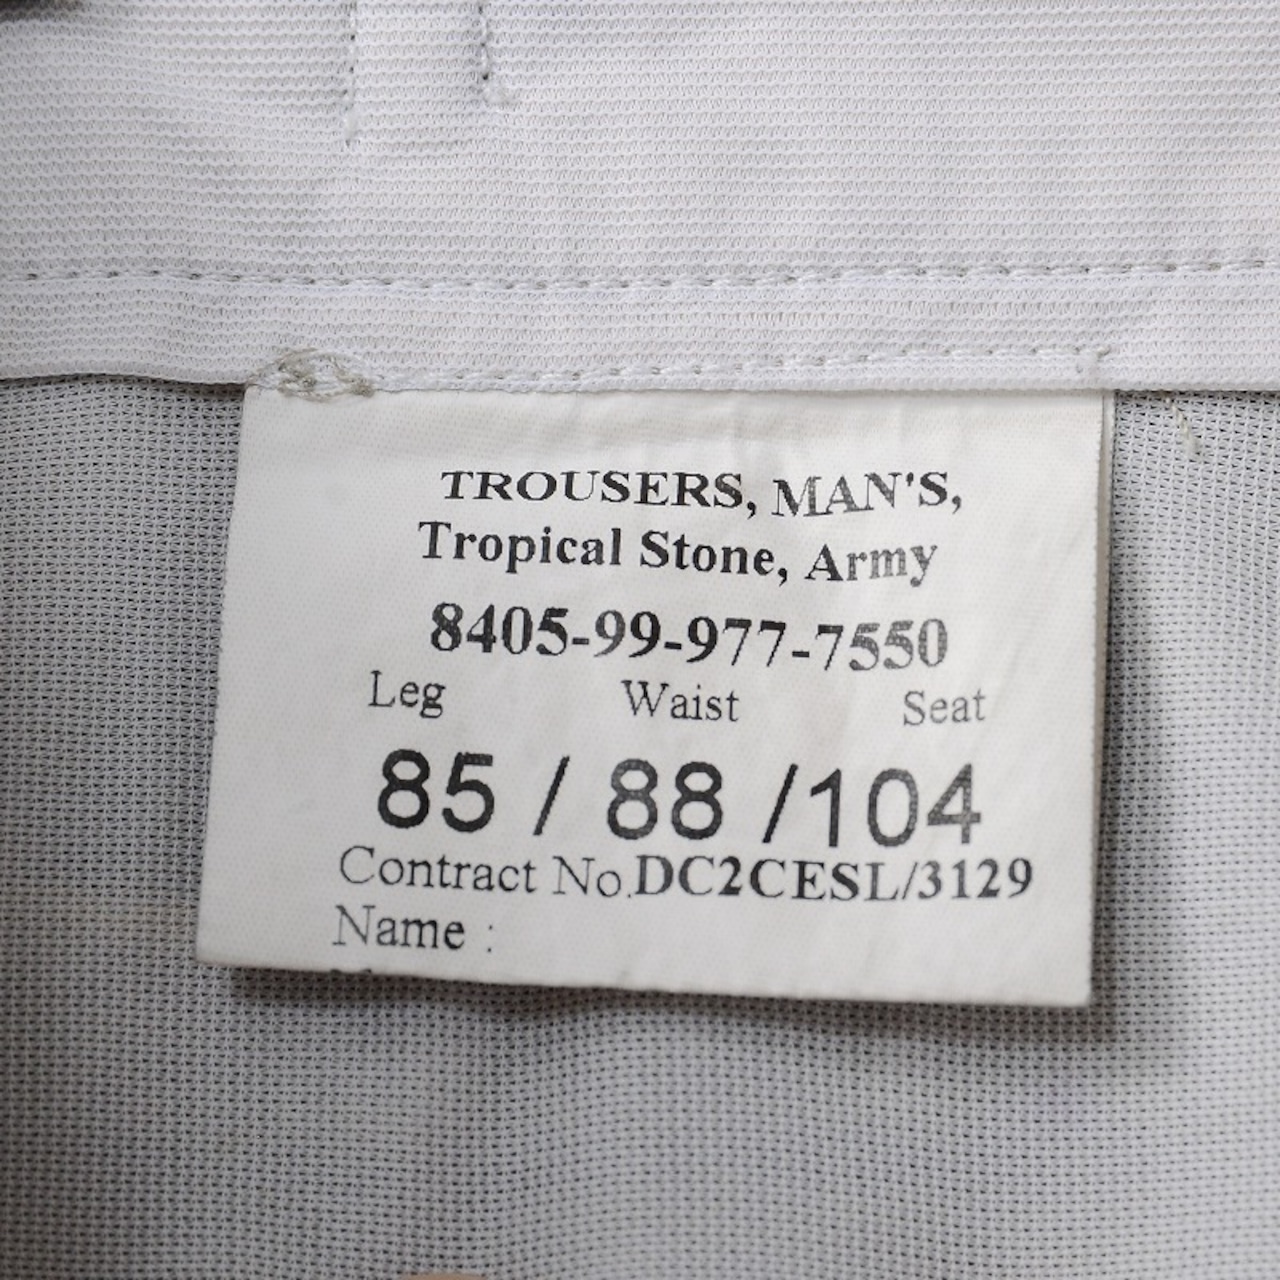 TROUSERS, MAN'S,
Tropical Stone, Army
8405-99-977-7550
Leg Waist Seat
85 / 88 /104
Contract No.DC2CESL/3129
Name :